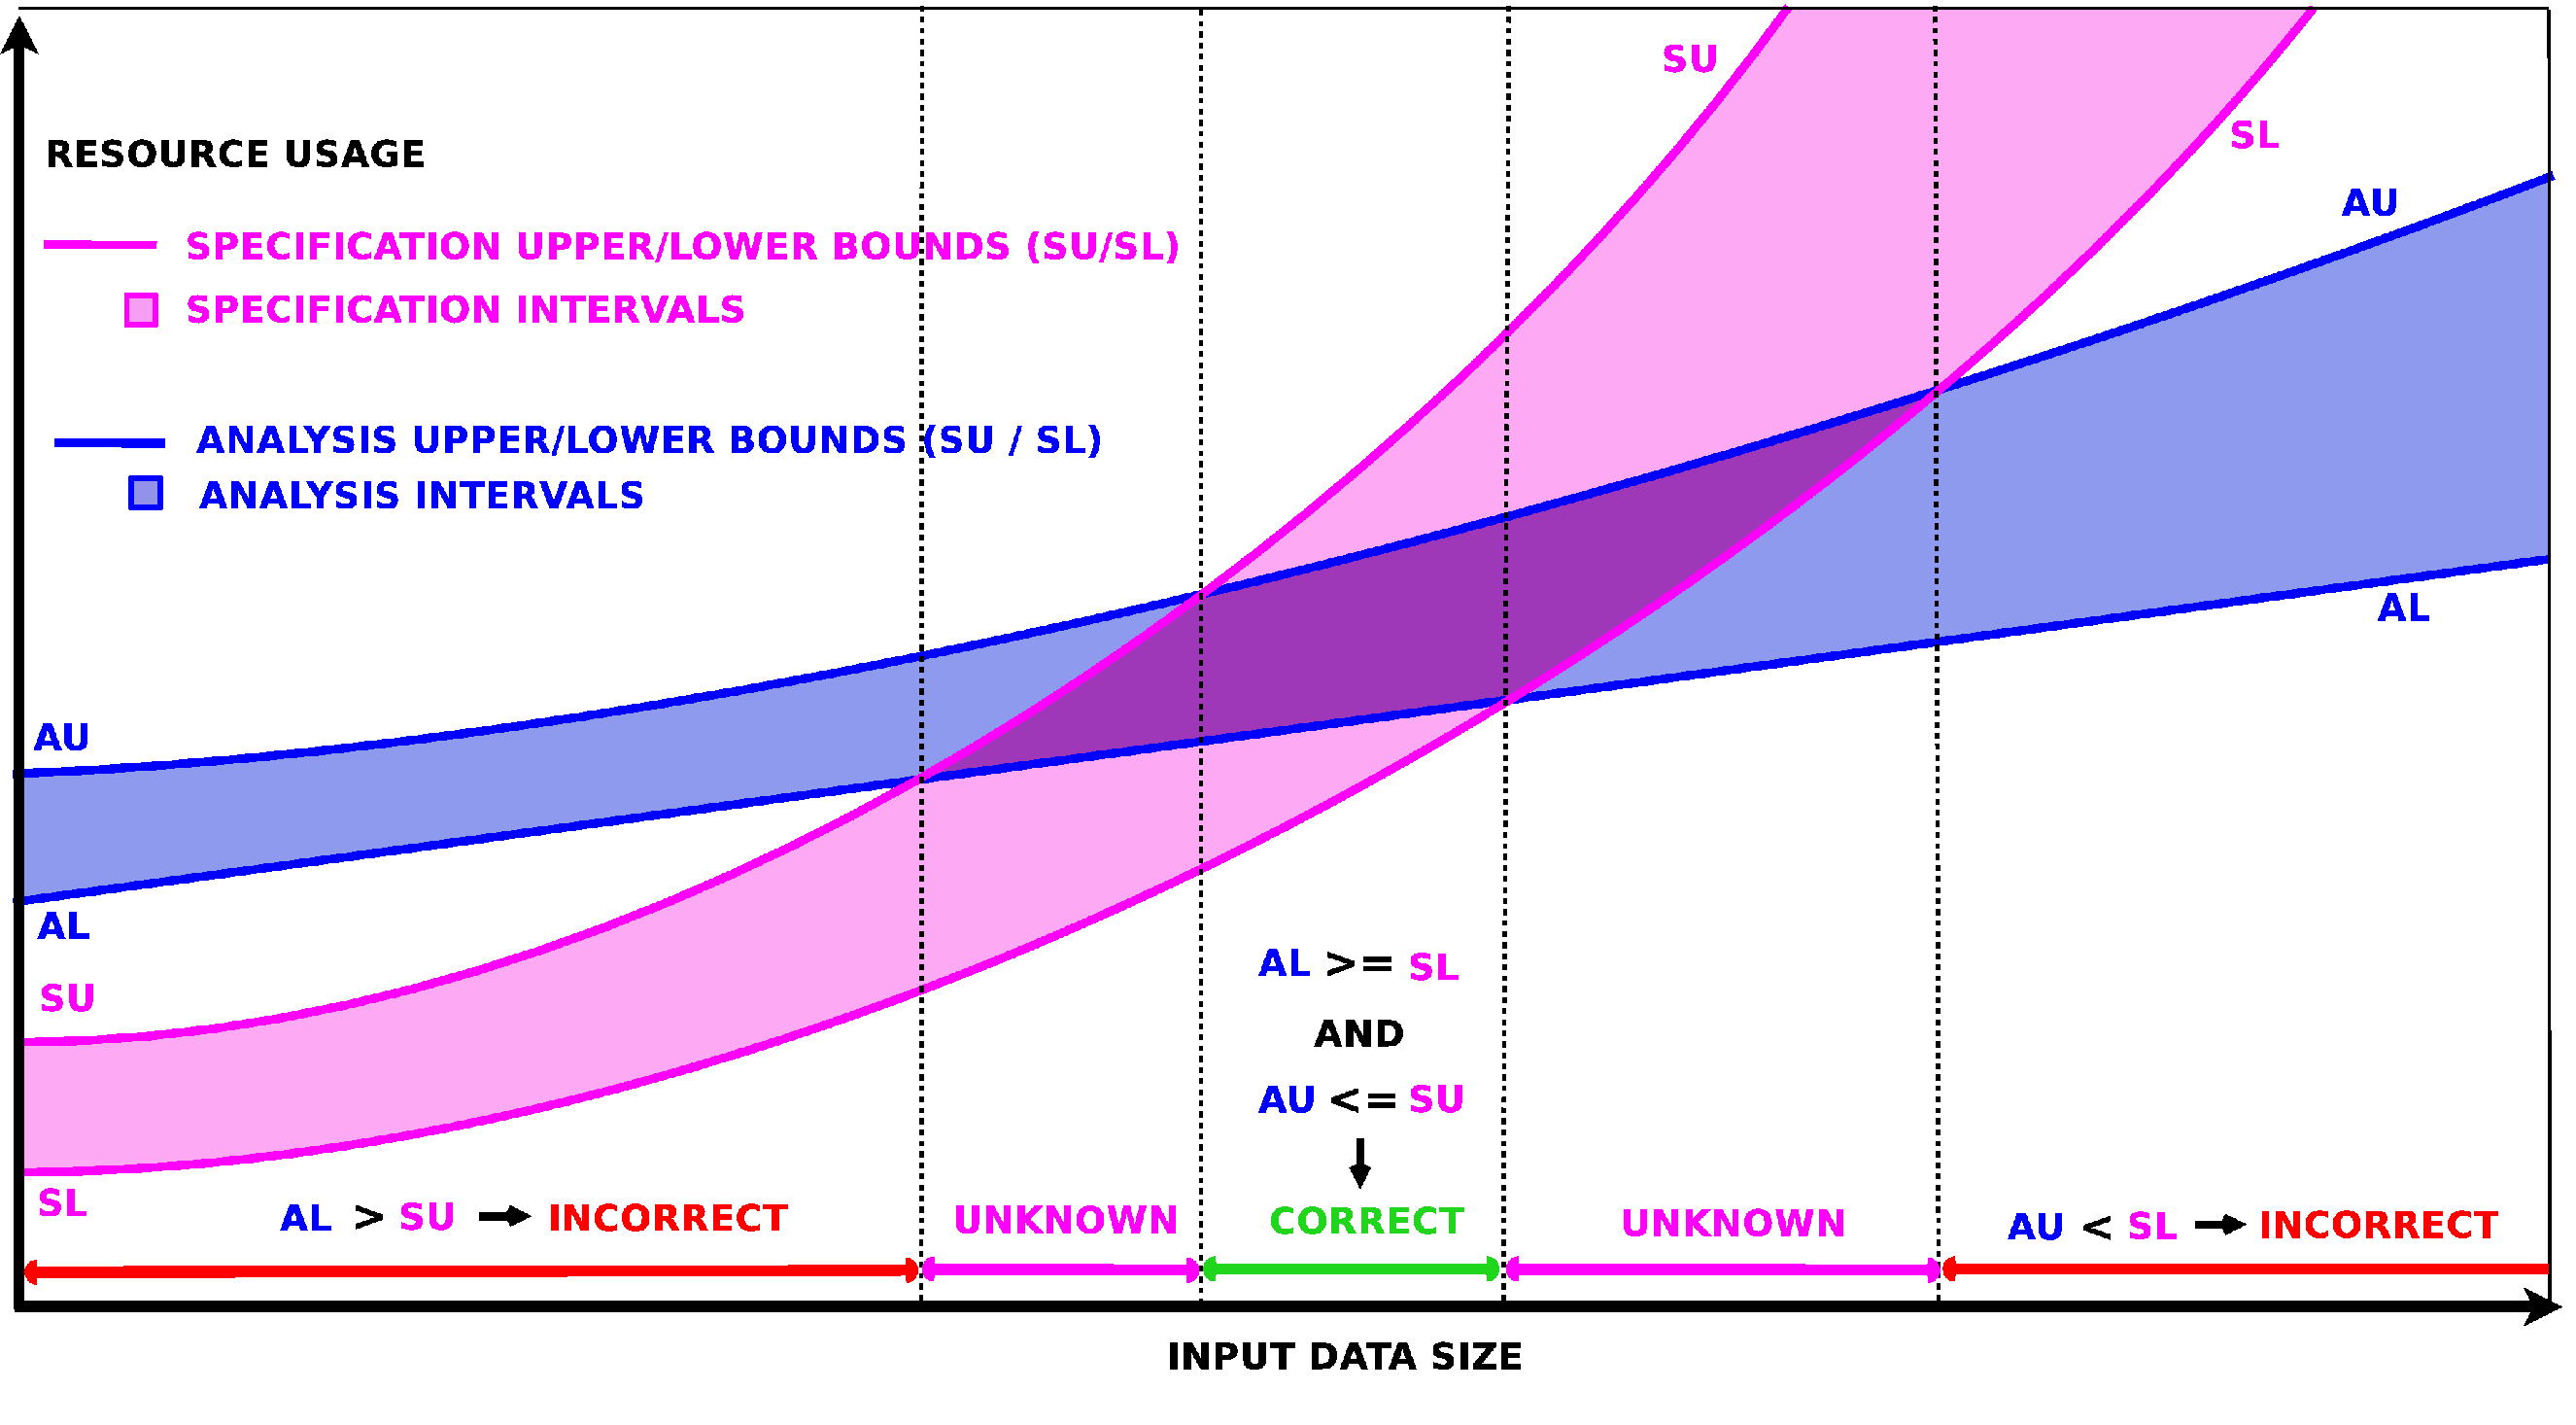 SU
SL
RESOURCE USAGE
AU
SPECIFICATION UPPER/LOWER BOUNDS (SU/SL)
SPECIFICATION INTERVALS
ANALYSIS UPPER/LOWER BOUNDS (SU / SL)
ANALYSIS INTERVALS
AL
AU
AL
SU
SL
AL >= SL
AND
AU <= SU
AL > SU → INCORRECT
UNKNOWN
CORRECT
UNKNOWN
AU < SL → INCORRECT
INPUT DATA SIZE